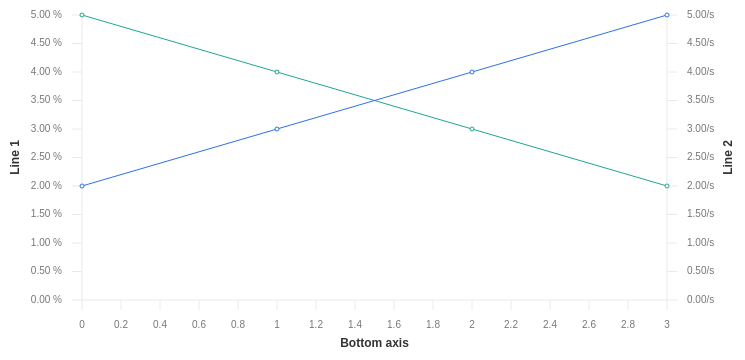 Line 1
5.00 %
4.50 %
4.00 %
3.50 %
3.00 %
2.50 %
2.00 %
1.50 %
1.00 %
0.50 %
0.00 %
5.00/s
4.50/s
4.00/s
3.50/s
3.00/s
2.50/s
2.00/s
1.50/s
1.00/s
0.50/s
0.00/s
Line 2
0 0.2 0.4 0.6 0.8 1 1.2 1.4 1.6 1.8 2 2.2 2.4 2.6 2.8 3
Bottom axis